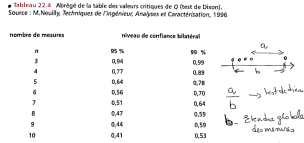 • Tableau 22.4 Abrégé de la table des valeurs critiques de Q (test de Dixon).
Source : M.Neuilly, Techniques de l'ingénieur, Analyses et Caractérisation, 1996
nombre de mesures niveau de confiance bilatéral
n 95 % 99 %
3 0,94 0,99
4 0,77 0,89
5 0,64 0,78
6 0,56 0,70
7 0,51 0,64
8 0,47 0,59
9 0,44 0,59
10 0,41 0,53
a
b
a/b → test de
b - Etendue globale
des mesures